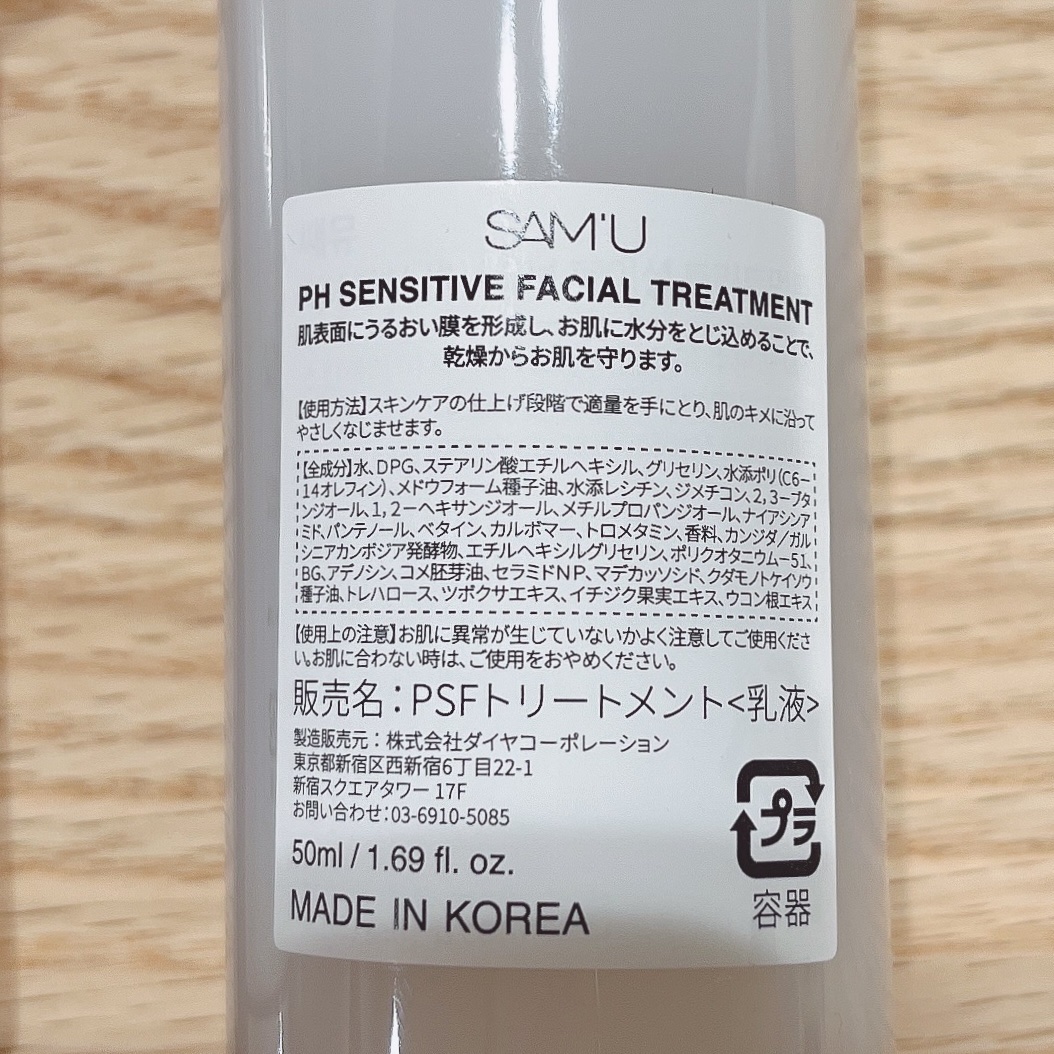 SAM'U
PH SENSITIVE FACIAL TREATMENT
肌表面にうるおい膜を形成し、お肌に水分をとじ込めることで、
乾燥からお肌を守ります。
【使用方法】スキンケアの仕上げ段階で適量を手にとり、肌のキメに沿って
やさしくなじませます。
【全成分】水、DPG、ステアリン酸エチルヘキシル、グリセリン、水添ポリ(C6-
14オレフィン)、メドウフォーム種子油、水添レシチン、ジメチコン、2,3-ブタ
ンジオール、1,2-ヘキサンジオール、メチルプロパンジオール、ナイアシンア
ミド、パンテノール、ベタイン、カルボマー、トロメタミン、香料、カンジダ/ガル
シニアカンボジア発酵物、エチルヘキシルグリセリン、ポリクオタニウム-51、
BG、アデノシン、コメ胚芽油、セラミドNP、マデカッソシド、クダモノトケイソウ
種子油、トレハロース、ツボクサエキス、イチジク果実エキス、ウコン根エキス
【使用上の注意】お肌に異常が生じていないかよく注意してご使用くださ
い。お肌に合わない時は、ご使用をおやめください。
販売名:PSFトリートメント<乳液>
製造販売元:株式会社ダイヤコーポレーション
東京都新宿区西新宿6丁目22-1
新宿スクエアタワー 17F
お問い合わせ:03-6910-5085
50ml / 1.69 fl. oz.
MADE IN KOREA
プラ
容器